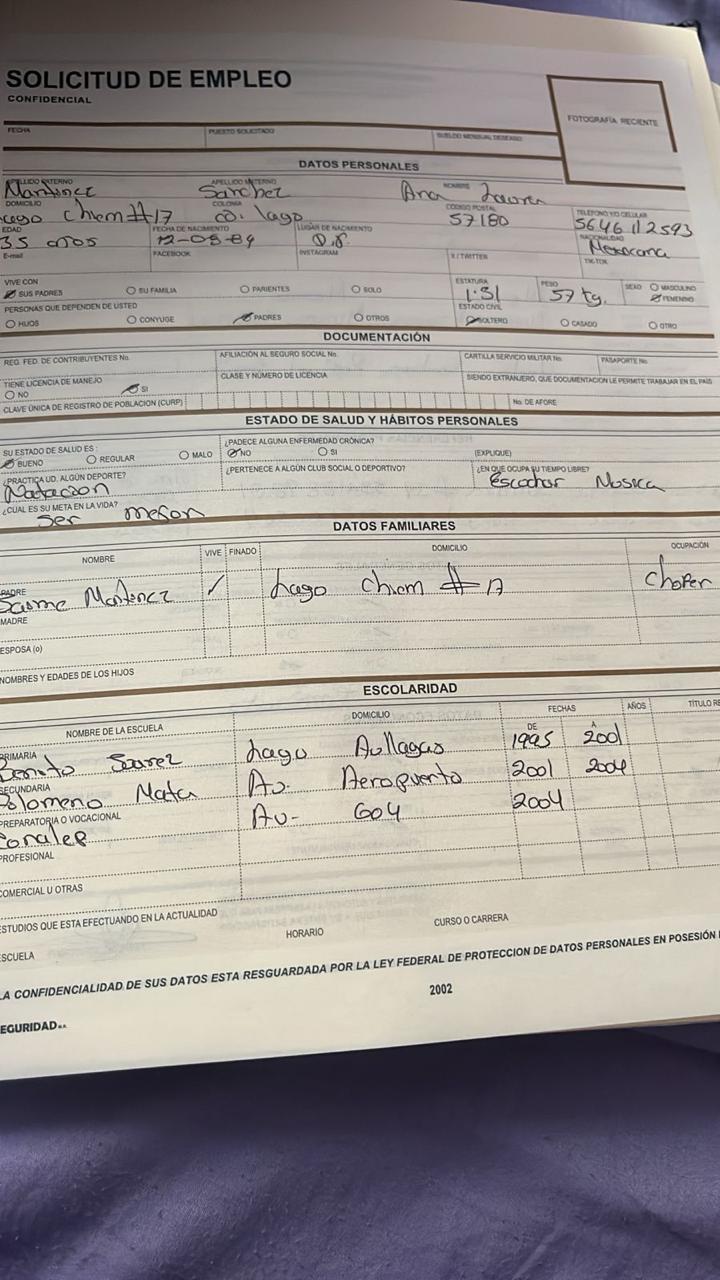 SOLICITUD DE EMPLEO
CONFIDENCIAL
FOTOGRAFÍA RECIENTE
FECHA PUESTO SOLICITADO SUELDO MENSUAL DESEADO
DATOS PERSONALES
APELLIDO PATERNO APELLIDO MATERNO NOMBRE
Martinez Sanchez Ana Laura
DOMICILIO COLONIA CODIGO POSTAL TELEFONO Y/O CELULAR
Lago Chiem #17 co. lago 57180 5646112593
EDAD FECHA DE NACIMIENTO LUGAR DE NACIMIENTO NACIONALIDAD
35 años 12-08-89 D.F. Mexicana
E-mail FACEBOOK INSTAGRAM X / TWITTER TIK-TOK
VIVE CON ESTATURA PESO SEXO MASCULINO
SUS PADRES SU FAMILIA PARIENTES SOLO 1.51 57 kg. FEMENINO
PERSONAS QUE DEPENDEN DE USTED ESTADO CIVIL
HIJOS CONYUGE PADRES OTROS SOLTERO CASADO OTRO
DOCUMENTACIÓN
REG. FED. DE CONTRIBUYENTES No. AFILIACIÓN AL SEGURO SOCIAL No. CARTILLA SERVICIO MILITAR No. PASAPORTE No.
TIENE LICENCIA DE MANEJO CLASE Y NÚMERO DE LICENCIA SIENDO EXTRANJERO, QUE DOCUMENTACIÓN LE PERMITE TRABAJAR EN EL PAÍS
NO SI
CLAVE ÚNICA DE REGISTRO DE POBLACIÓN (CURP) No. DE AFORE
ESTADO DE SALUD Y HÁBITOS PERSONALES
SU ESTADO DE SALUD ES : ¿PADECE ALGUNA ENFERMEDAD CRÓNICA? (EXPLIQUE)
BUENO REGULAR MALO NO SI
¿PRACTICA UD. ALGÚN DEPORTE? ¿PERTENECE A ALGÚN CLUB SOCIAL O DEPORTIVO? ¿EN QUE OCUPA SU TIEMPO LIBRE?
Natacion Escuchar Musica
¿CUÁL ES SU META EN LA VIDA?
Ser mejor
DATOS FAMILIARES
NOMBRE VIVE FINADO DOMICILIO OCUPACIÓN
PADRE
Jaime Martinez ✓ Lago Chiem # 17 Chofer
MADRE
ESPOSA (o)
NOMBRES Y EDADES DE LOS HIJOS
ESCOLARIDAD
NOMBRE DE LA ESCUELA DOMICILIO FECHAS AÑOS TÍTULO RE
DE A
PRIMARIA
Benito Juarez Lago Aullagas 1995 2001
SECUNDARIA
Filomeno Mata Av. Aeropuerto 2001 2004
PREPARATORIA O VOCACIONAL
Conalep Av- 604 2004
PROFESIONAL
COMERCIAL U OTRAS
ESTUDIOS QUE ESTA EFECTUANDO EN LA ACTUALIDAD
ESCUELA HORARIO CURSO O CARRERA
LA CONFIDENCIALIDAD DE SUS DATOS ESTA RESGUARDADA POR LA LEY FEDERAL DE PROTECCION DE DATOS PERSONALES EN POSESIÓN
2002
EGURIDAD